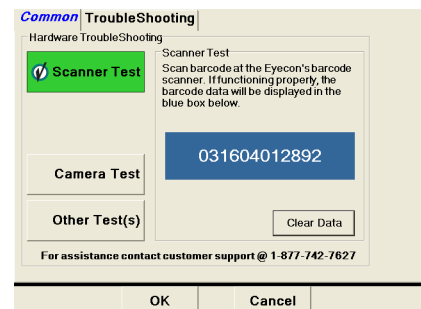 Common TroubleShooting
Hardware TroubleShooting
Scanner Test
Scanner Test
Scan barcode at the Eyecon's barcode
scanner. If functioning properly, the
barcode data will be displayed in the
blue box below.
031604012892
Camera Test
Other Test(s)
Clear Data
For assistance contact customer support @ 1-877-742-7627
OK Cancel